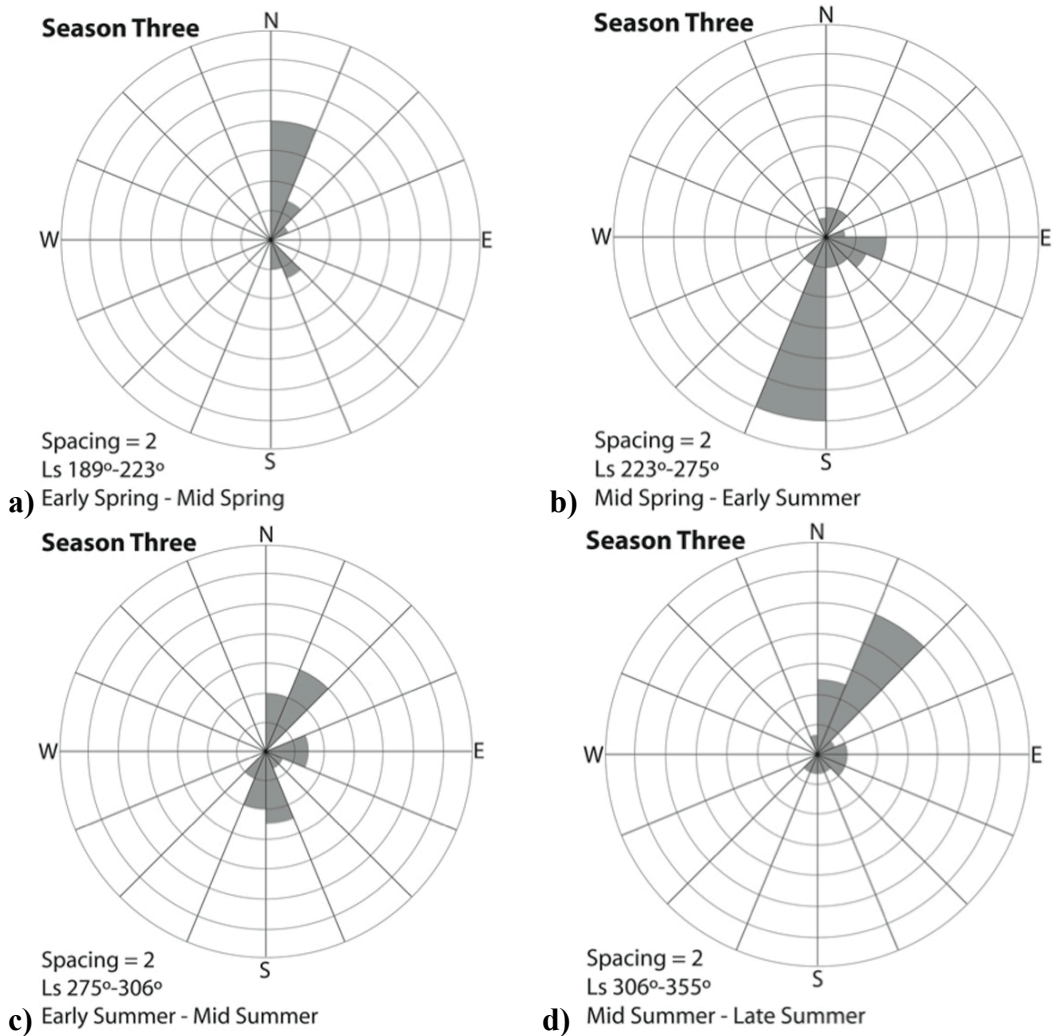 Season Three
N
W
E
Spacing = 2
Ls 189º-223º
S
a) Early Spring - Mid Spring
Season Three
N
W
E
Spacing = 2
Ls 223º-275º
S
b) Mid Spring - Early Summer
Season Three
N
W
E
Spacing = 2
Ls 275º-306º
S
c) Early Summer - Mid Summer
Season Three
N
W
E
Spacing = 2
Ls 306º-355º
S
d) Mid Summer - Late Summer